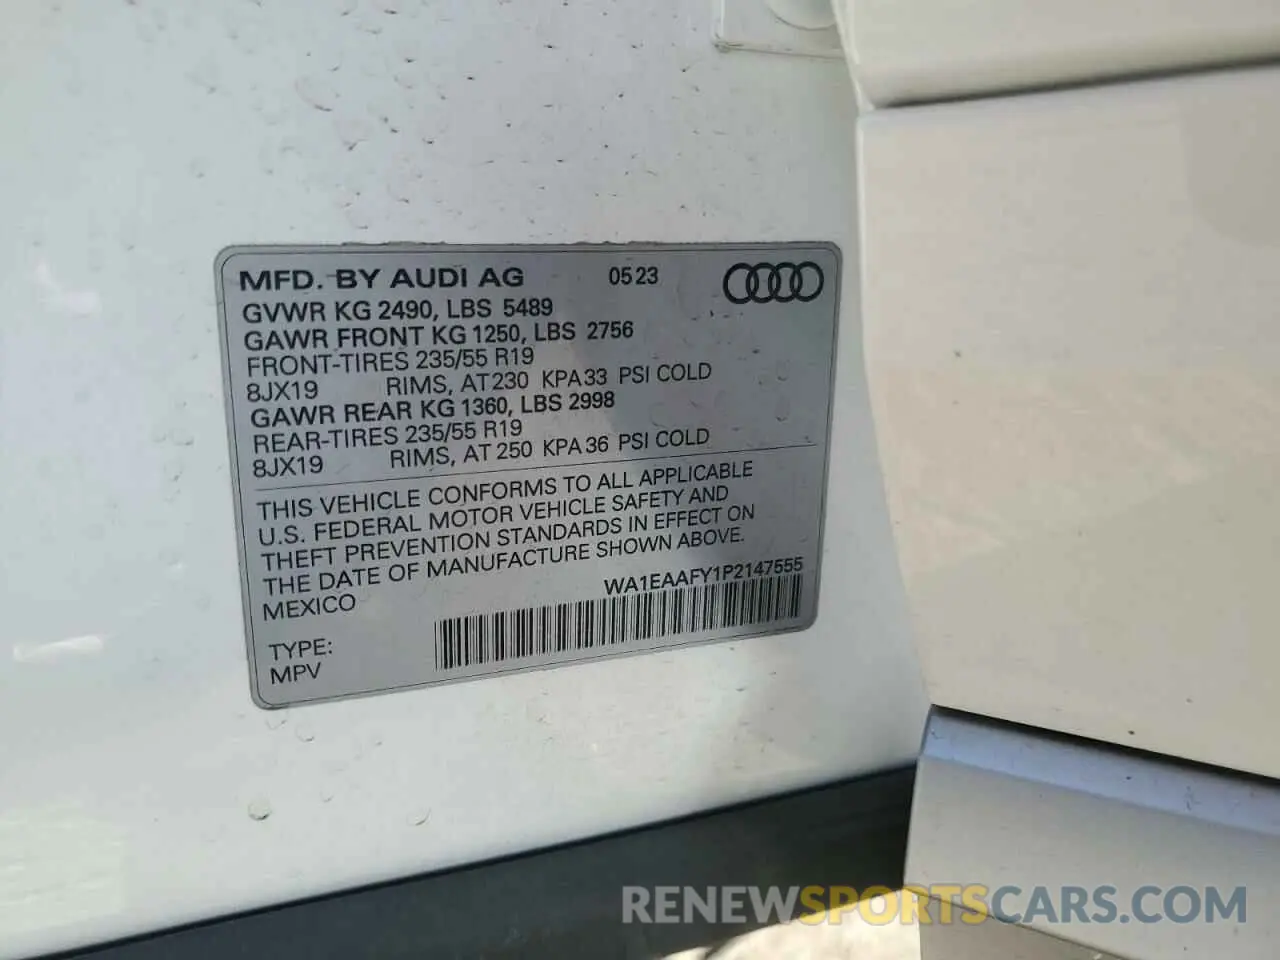 MFD. BY AUDI AG 0523
GVWR KG 2490, LBS 5489
GAWR FRONT KG 1250, LBS 2756
FRONT-TIRES 235/55 R19
8JX19 RIMS, AT 230 KPA 33 PSI COLD
GAWR REAR KG 1360, LBS 2998
REAR-TIRES 235/55 R19
8JX19 RIMS, AT 250 KPA 36 PSI COLD
THIS VEHICLE CONFORMS TO ALL APPLICABLE
U.S. FEDERAL MOTOR VEHICLE SAFETY AND
THEFT PREVENTION STANDARDS IN EFFECT ON
THE DATE OF MANUFACTURE SHOWN ABOVE.
MEXICO WA1EAAFY1P2147555
TYPE:
MPV
RENEWSPORTSCARS.COM